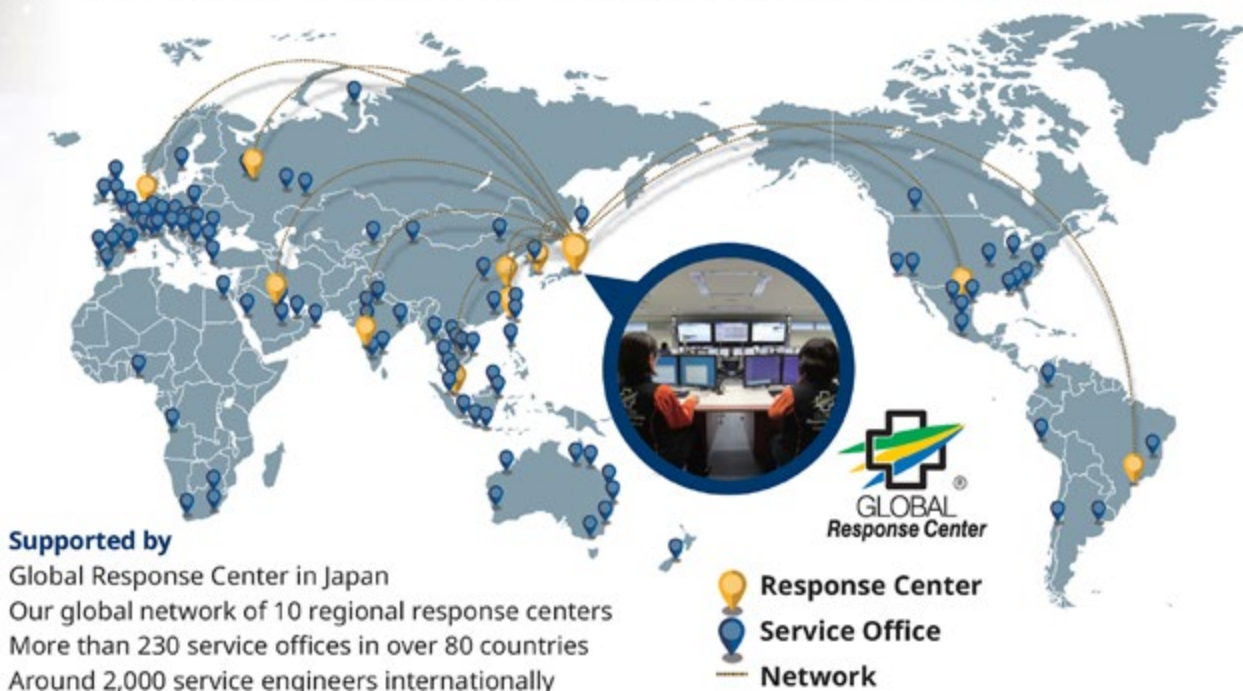 Supported by
Global Response Center in Japan
Our global network of 10 regional response centers
More than 230 service offices in over 80 countries
Around 2,000 service engineers internationally
GLOBAL ®
Response Center
Response Center
Service Office
Network